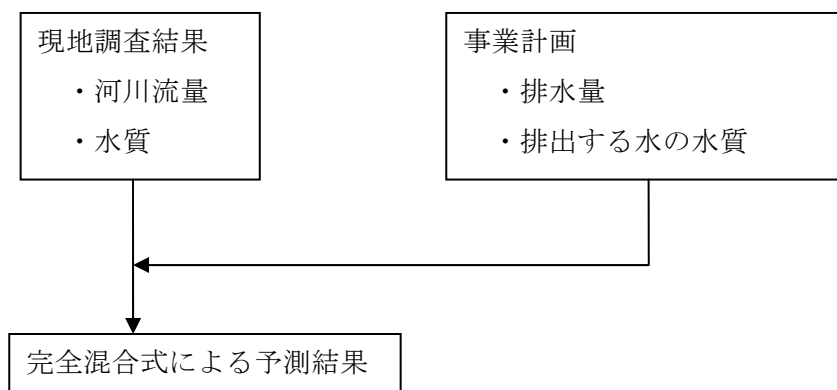 現地調査結果
・河川流量
・水質
事業計画
・排水量
・排出する水の水質
完全混合式による予測結果